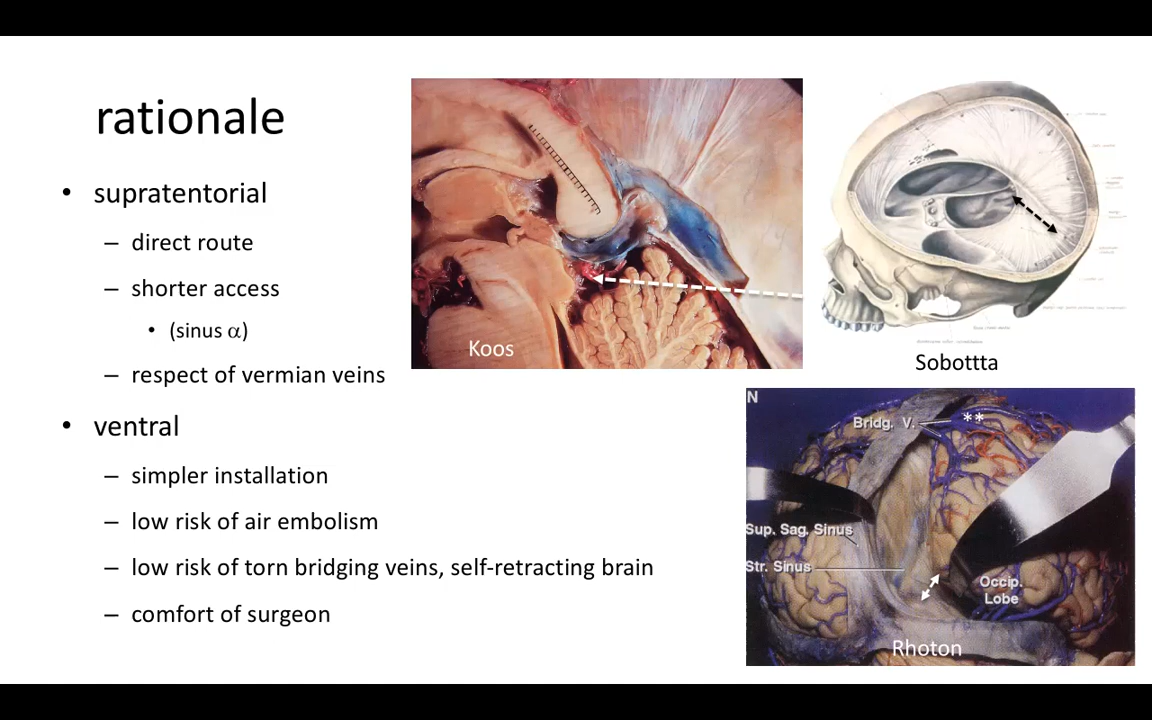 rationale
• supratentorial
– direct route
– shorter access
• (sinus α)
– respect of vermian veins
• ventral
– simpler installation
– low risk of air embolism
– low risk of torn bridging veins, self-retracting brain
– comfort of surgeon
Koos
Sobottta
N
Bridg. V.
**
Sup. Sag. Sinus
Str. Sinus
Occip.
Lobe
Rhoton